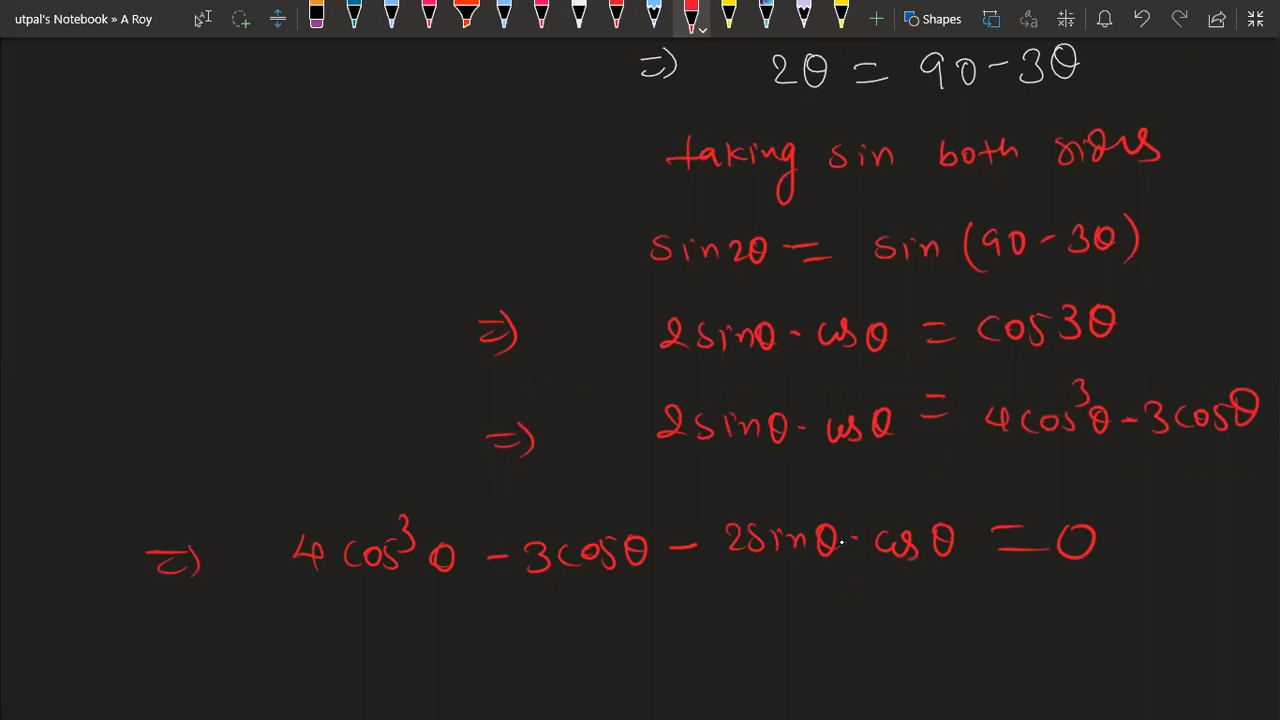 utpal's Notebook » A Roy
Shapes
=) 2θ = 90-3θ
taking sin both sides
sin2θ = sin (90-3θ)
=) 2sinθ·cosθ = cos3θ
=) 2sinθ·cosθ = 4cos³θ-3cosθ
=) 4cos³θ - 3cosθ - 2sinθ·cosθ = 0